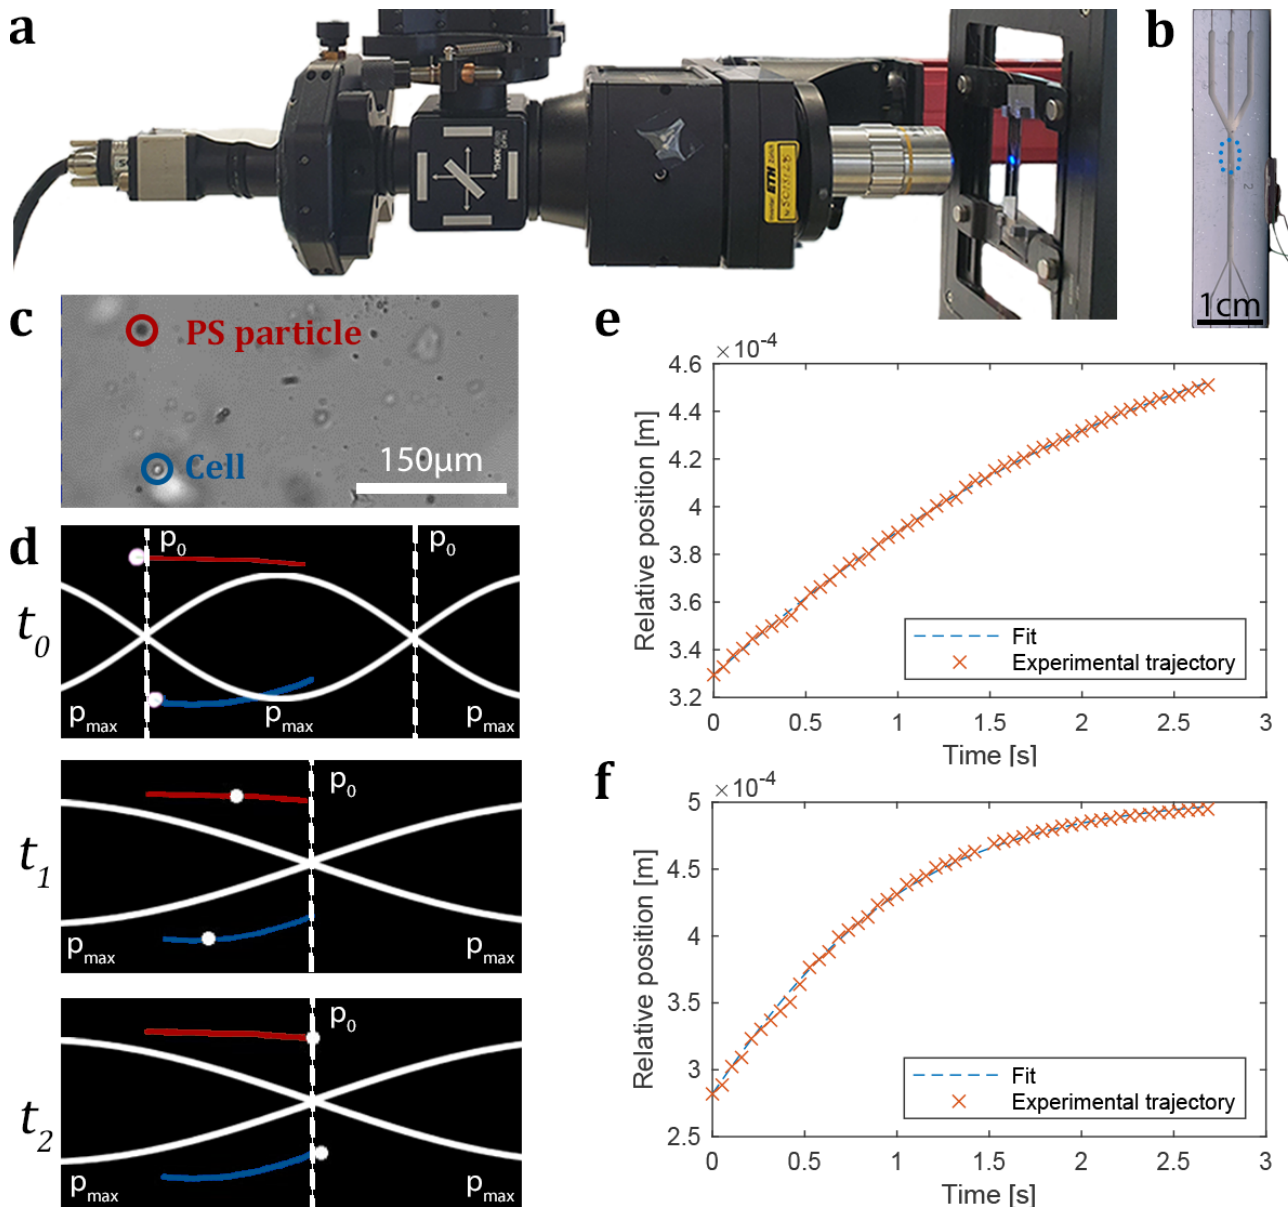 a
THORLABS
ETH zürich
b
2
1cm
c
PS particle
Cell
150µm
d
t0
p0
p0
pmax
pmax
pmax
t1
p0
pmax
pmax
t2
p0
pmax
pmax
e
×10-4
4.6
4.4
4.2
4
3.8
3.6
3.4
3.2
Relative position [m]
Fit
Experimental trajectory
0
0.5
1
1.5
2
2.5
3
Time [s]
f
×10-4
5
4.5
4
3.5
3
2.5
Relative position [m]
Fit
Experimental trajectory
0
0.5
1
1.5
2
2.5
3
Time [s]